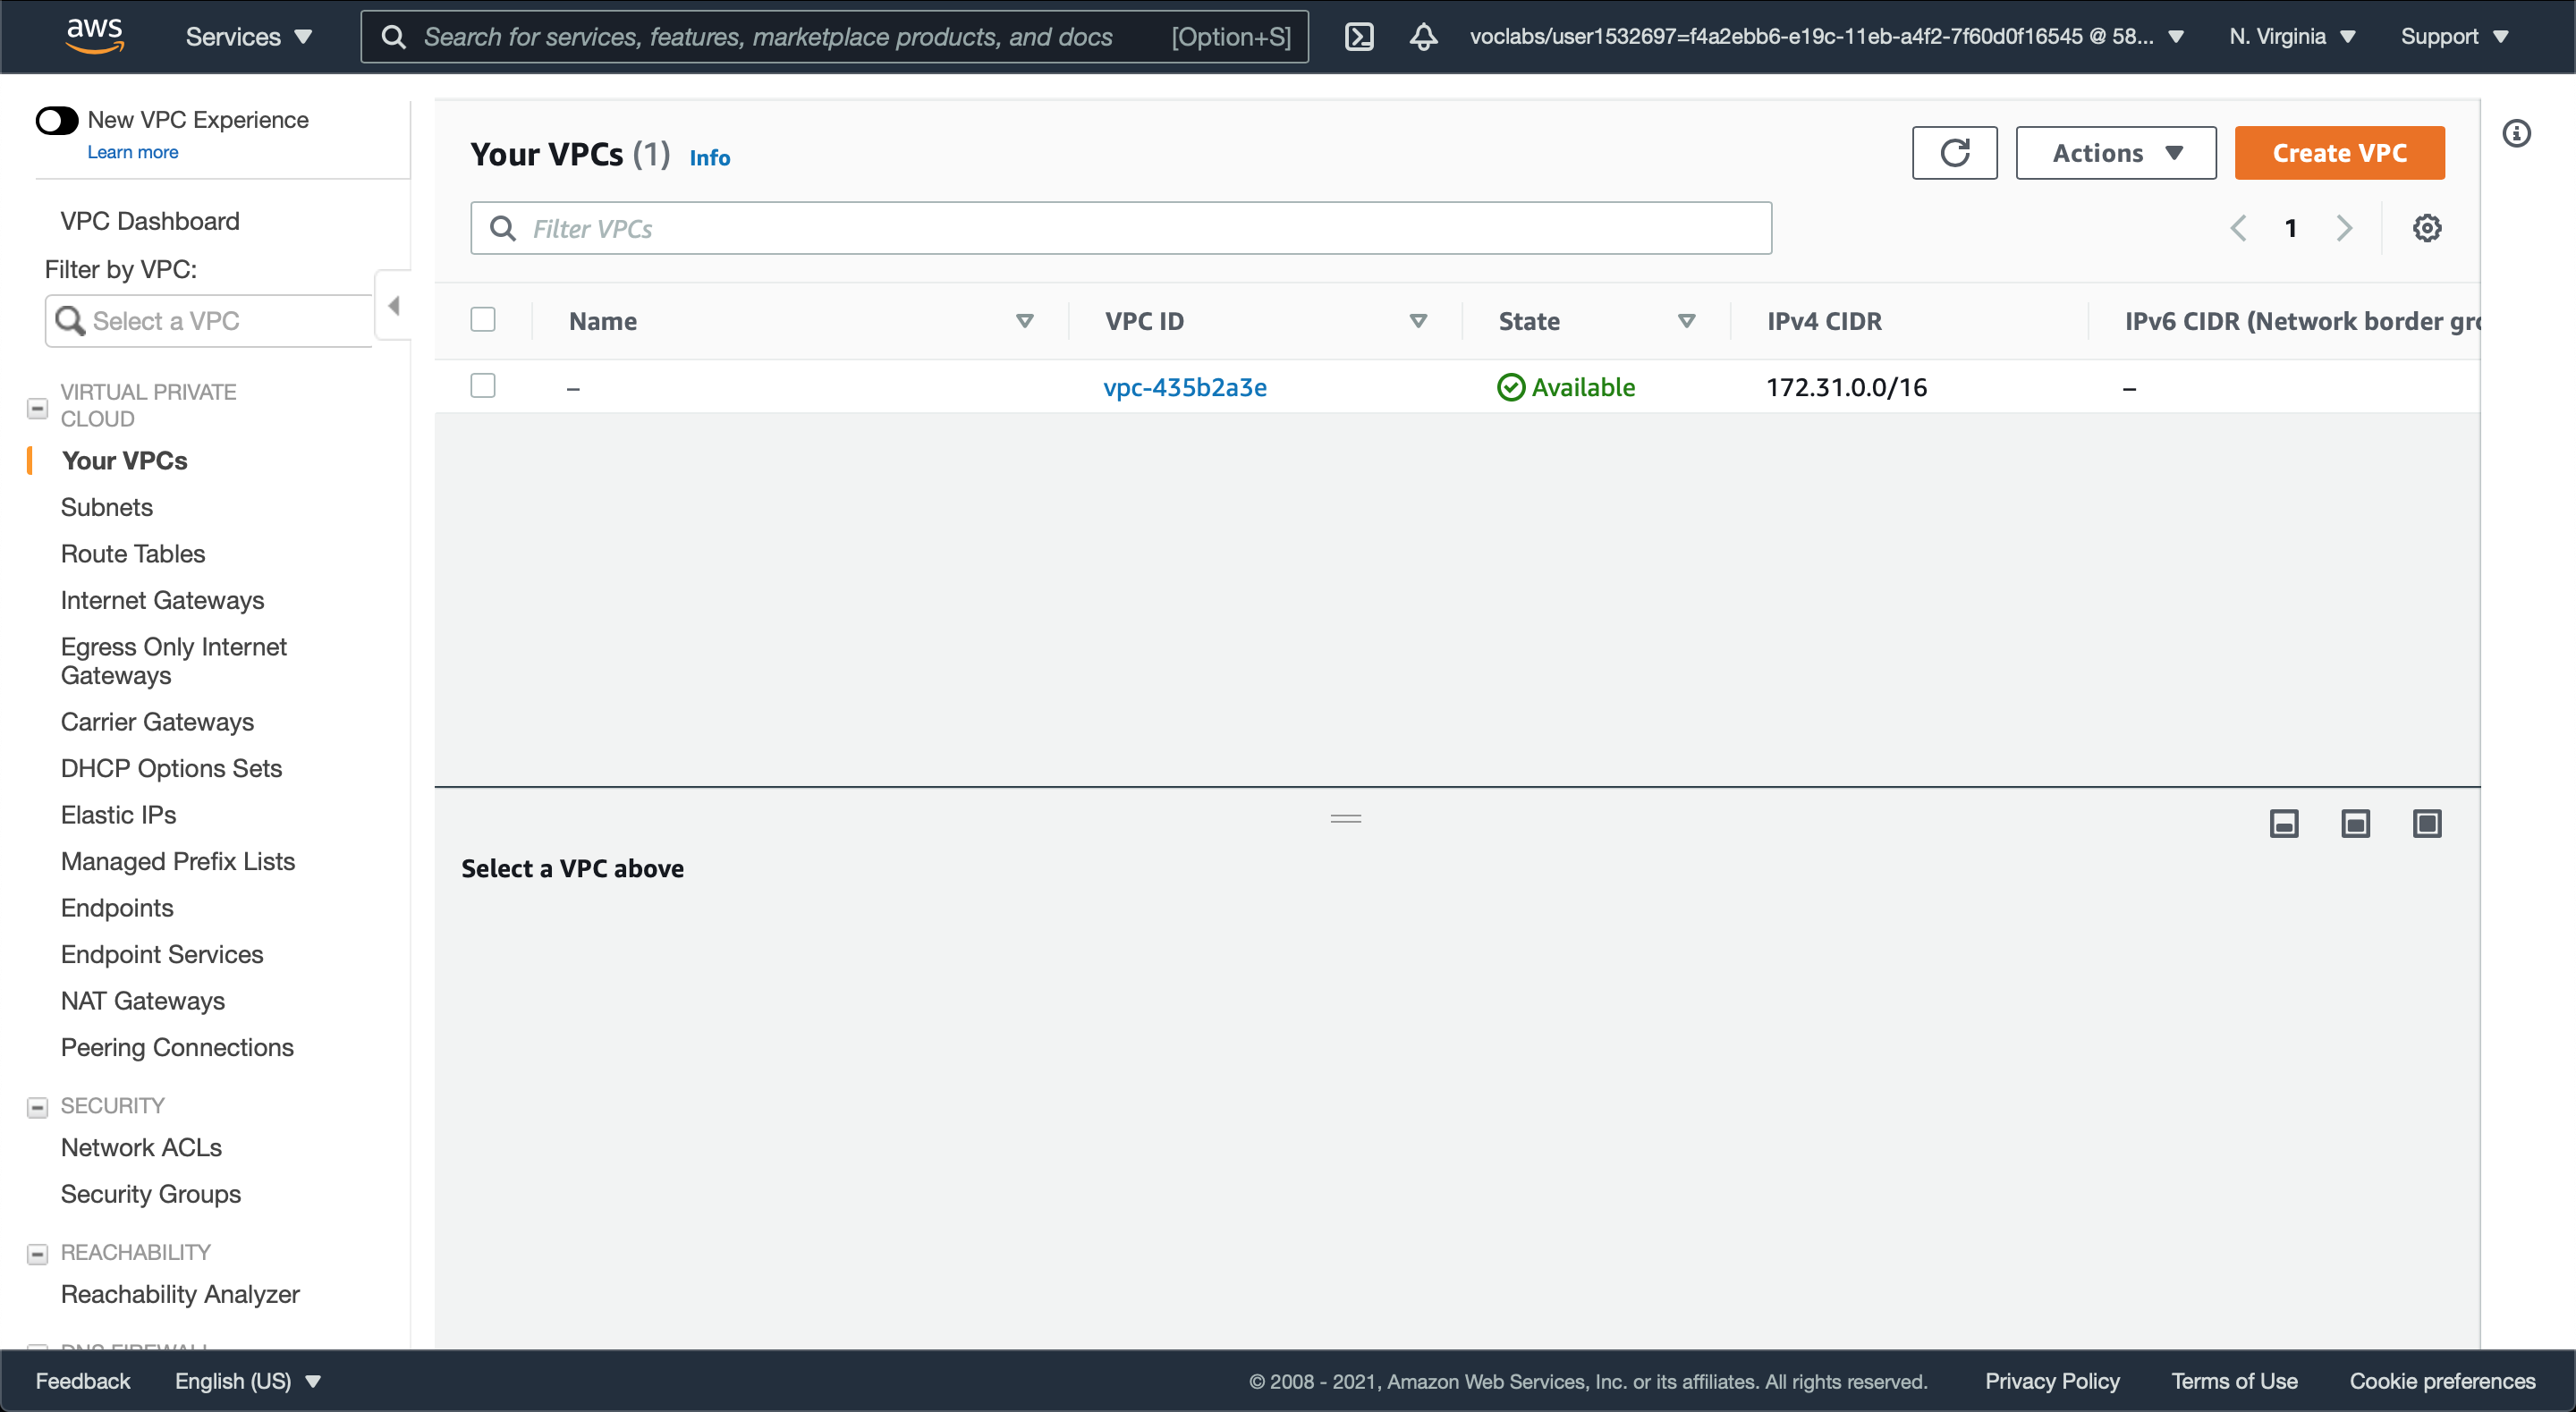 aws
Services
Search for services, features, marketplace products, and docs
[Option+S]
voclabs/user1532697=f4a2ebb6-e19c-11eb-a4f2-7f60d0f16545 @ 58...
N. Virginia
Support
New VPC Experience
Learn more
VPC Dashboard
Filter by VPC:
Select a VPC
VIRTUAL PRIVATE
CLOUD
Your VPCs
Subnets
Route Tables
Internet Gateways
Egress Only Internet
Gateways
Carrier Gateways
DHCP Options Sets
Elastic IPs
Managed Prefix Lists
Endpoints
Endpoint Services
NAT Gateways
Peering Connections
SECURITY
Network ACLs
Security Groups
REACHABILITY
Reachability Analyzer
DNS FIREWALL
Your VPCs (1) Info
Actions
Create VPC
Filter VPCs
1
Name
VPC ID
State
IPv4 CIDR
IPv6 CIDR (Network border gro
–
vpc-435b2a3e
Available
172.31.0.0/16
–
Select a VPC above
Feedback
English (US)
© 2008 - 2021, Amazon Web Services, Inc. or its affiliates. All rights reserved.
Privacy Policy
Terms of Use
Cookie preferences